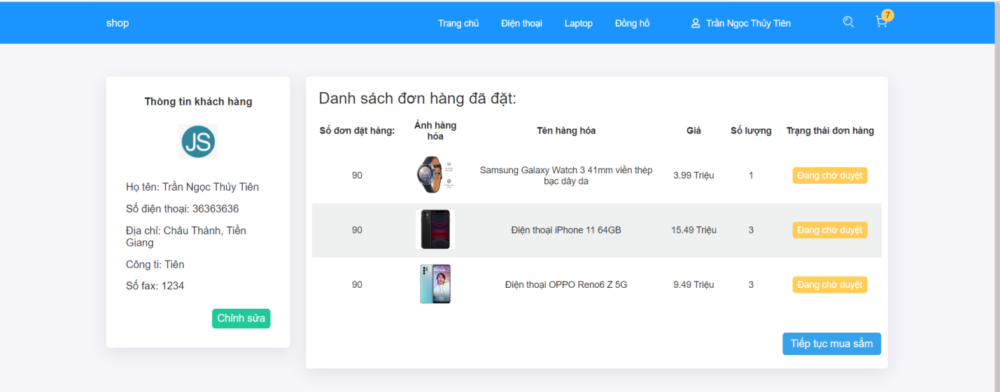 shop
Trang chủ
Điện thoại
Laptop
Đồng hồ
Trần Ngọc Thủy Tiên
7
Thông tin khách hàng
JS
Họ tên: Trần Ngọc Thủy Tiên
Số điện thoại: 36363636
Địa chỉ: Châu Thành, Tiền
Giang
Công ti: Tiên
Số fax: 1234
Chỉnh sửa
Danh sách đơn hàng đã đặt:
Số đơn đặt hàng:
Ảnh hàng
hóa
Tên hàng hóa
Giá
Số lượng
Trạng thái đơn hàng
90
Samsung Galaxy Watch 3 41mm viền thép
bạc dây da
3.99 Triệu
1
Đang chờ duyệt
90
Điện thoại iPhone 11 64GB
15.49 Triệu
3
Đang chờ duyệt
90
Điện thoại OPPO Reno6 Z 5G
9.49 Triệu
3
Đang chờ duyệt
Tiếp tục mua sắm